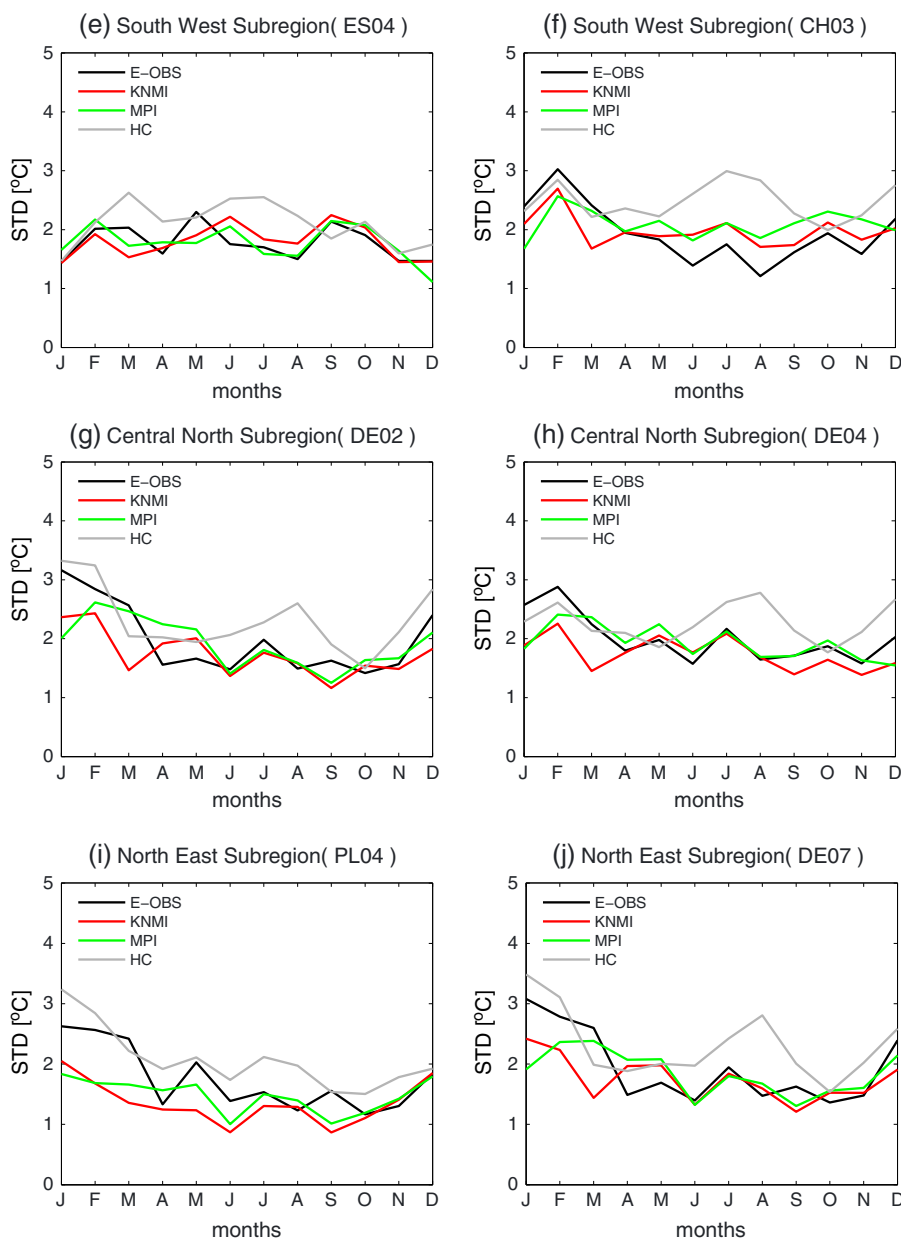 (e) South West Subregion( ES04 )
5
4
3
2
1
0
STD [ºC]
E-OBS
KNMI
MPI
HC
J F M A M J J A S O N D
months
(f) South West Subregion( CH03 )
5
4
3
2
1
0
STD [ºC]
E-OBS
KNMI
MPI
HC
J F M A M J J A S O N D
months
(g) Central North Subregion( DE02 )
5
4
3
2
1
0
STD [ºC]
E-OBS
KNMI
MPI
HC
J F M A M J J A S O N D
months
(h) Central North Subregion( DE04 )
5
4
3
2
1
0
STD [ºC]
E-OBS
KNMI
MPI
HC
J F M A M J J A S O N D
months
(i) North East Subregion( PL04 )
5
4
3
2
1
0
STD [ºC]
E-OBS
KNMI
MPI
HC
J F M A M J J A S O N D
months
(j) North East Subregion( DE07 )
5
4
3
2
1
0
STD [ºC]
E-OBS
KNMI
MPI
HC
J F M A M J J A S O N D
months